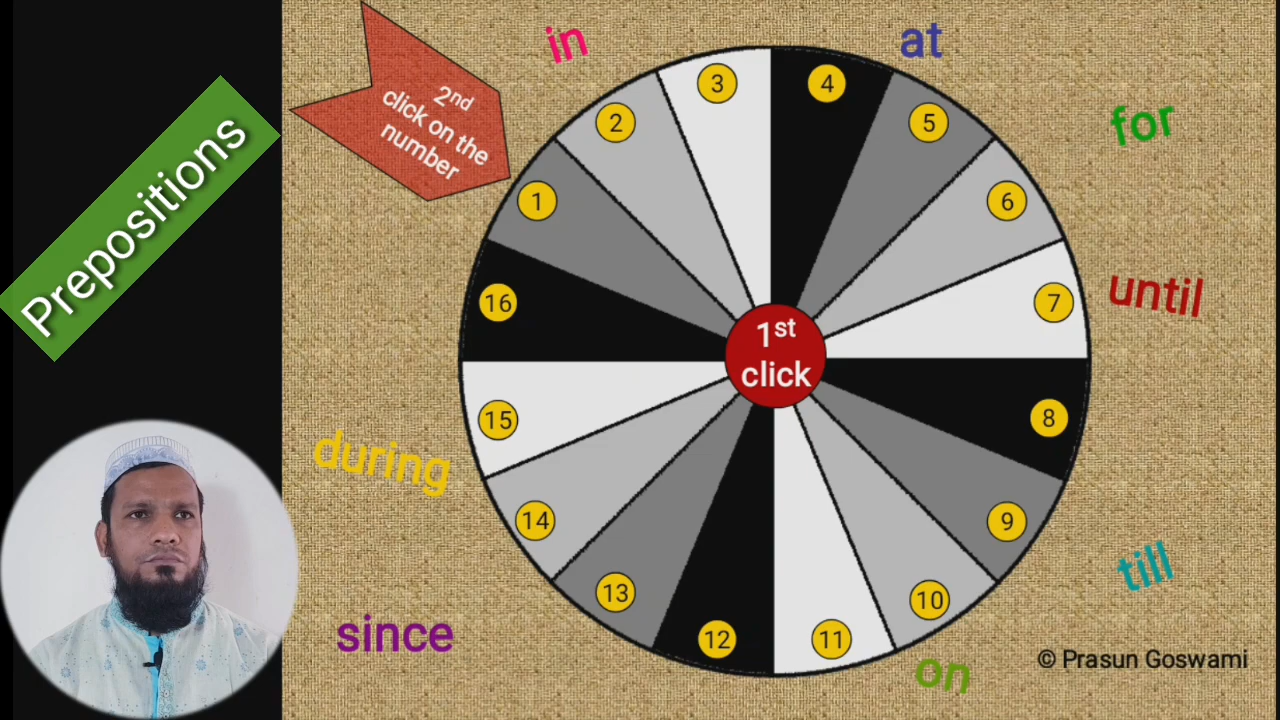 Prepositions
2nd
click on the
number
in
at
for
until
till
on
since
during
1
2
3
4
5
6
7
8
9
10
11
12
13
14
15
16
1st
click
© Prasun Goswami